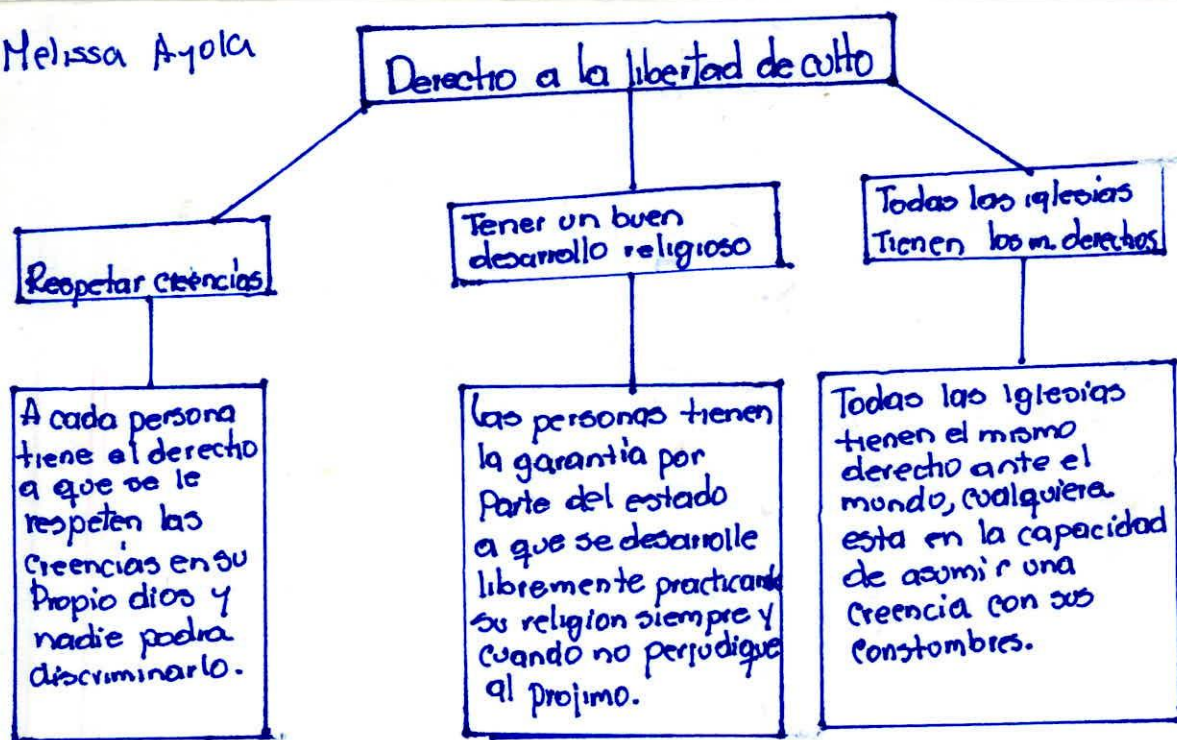 Melissa Ayola
Derecho a la libertad de culto
Respetar creencias
Tener un buen
desarrollo religioso
Todas las iglesias
Tienen los m. derechos
A cada persona
tiene el derecho
a que se le
respeten las
Creencias en su
Propio dios y
nadie podra
discriminarlo.
Las personas tienen
la garantia por
Parte del estado
a que se desarrolle
libremente practicando
su religion siempre y
cuando no perjudique
al projimo.
Todas las Iglesias
tienen el mismo
derecho ante el
mundo, cualquiera
esta en la capacidad
de asumir una
creencia con sus
constombres.